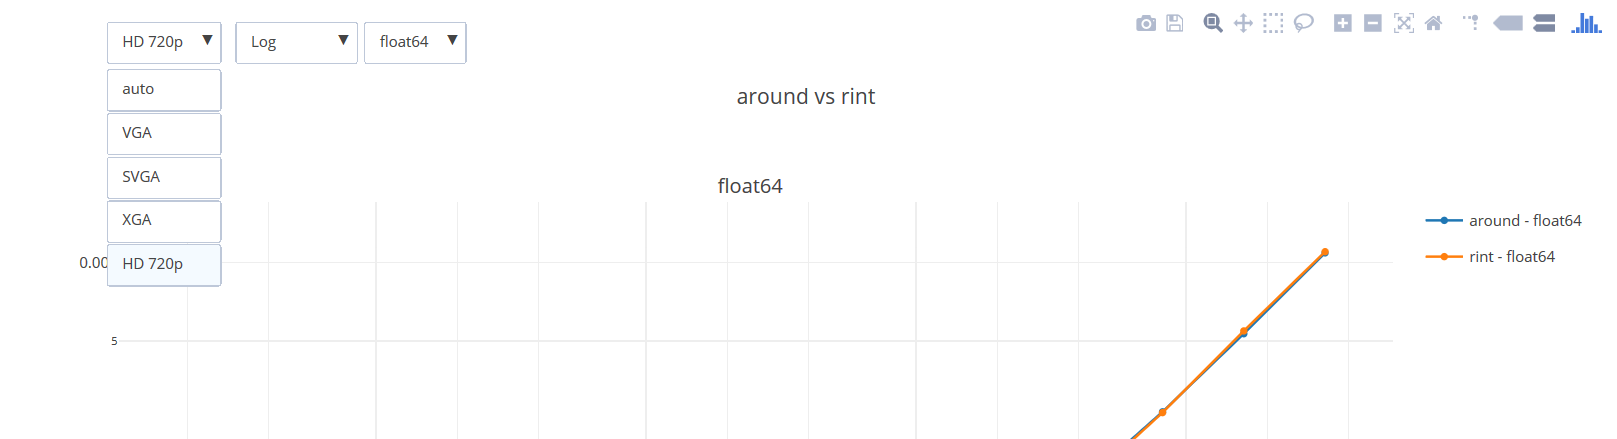 HD 720p ▼
Log ▼
float64 ▼
auto
VGA
SVGA
XGA
HD 720p
around vs rint
float64
0.00
5
around - float64
rint - float64